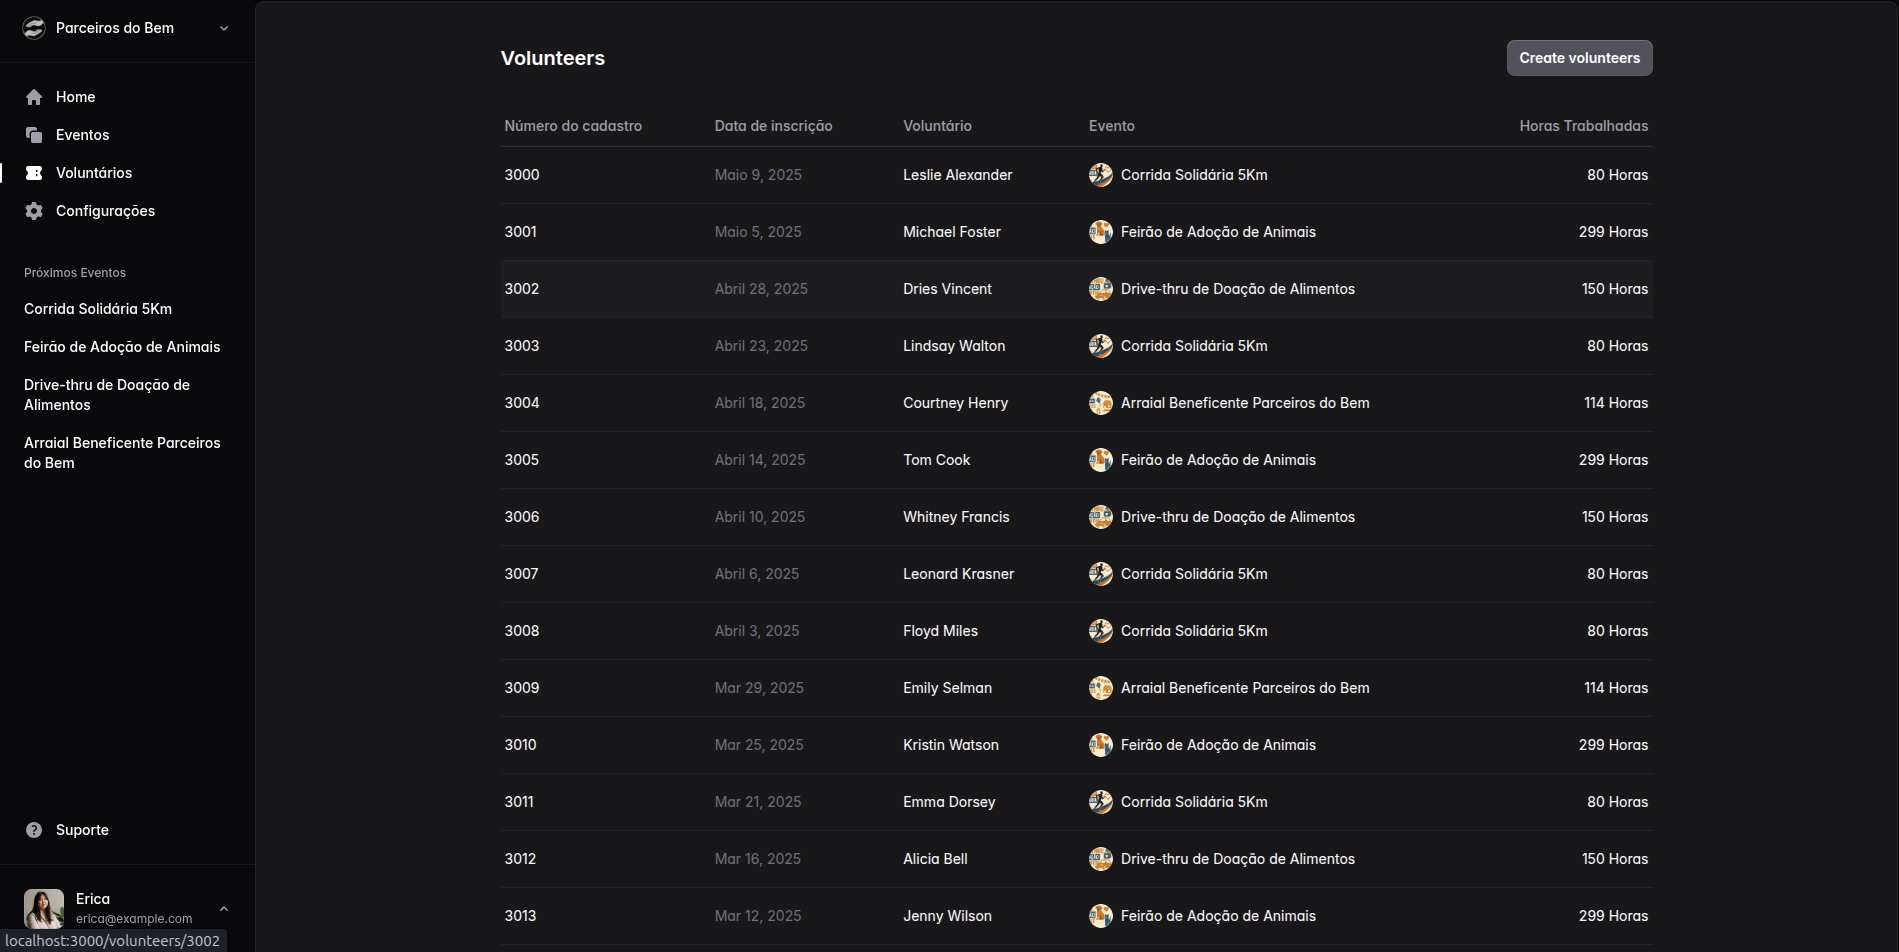 Parceiros do Bem
Home
Eventos
Voluntários
Configurações
Próximos Eventos
Corrida Solidária 5Km
Feirão de Adoção de Animais
Drive-thru de Doação de
Alimentos
Arraial Beneficente Parceiros
do Bem
Suporte
Erica
erica@example.com
localhost:3000/volunteers/3002
Volunteers
Create volunteers
Número do cadastro Data de inscrição Voluntário Evento Horas Trabalhadas
3000 Maio 9, 2025 Leslie Alexander Corrida Solidária 5Km 80 Horas
3001 Maio 5, 2025 Michael Foster Feirão de Adoção de Animais 299 Horas
3002 Abril 28, 2025 Dries Vincent Drive-thru de Doação de Alimentos 150 Horas
3003 Abril 23, 2025 Lindsay Walton Corrida Solidária 5Km 80 Horas
3004 Abril 18, 2025 Courtney Henry Arraial Beneficente Parceiros do Bem 114 Horas
3005 Abril 14, 2025 Tom Cook Feirão de Adoção de Animais 299 Horas
3006 Abril 10, 2025 Whitney Francis Drive-thru de Doação de Alimentos 150 Horas
3007 Abril 6, 2025 Leonard Krasner Corrida Solidária 5Km 80 Horas
3008 Abril 3, 2025 Floyd Miles Corrida Solidária 5Km 80 Horas
3009 Mar 29, 2025 Emily Selman Arraial Beneficente Parceiros do Bem 114 Horas
3010 Mar 25, 2025 Kristin Watson Feirão de Adoção de Animais 299 Horas
3011 Mar 21, 2025 Emma Dorsey Corrida Solidária 5Km 80 Horas
3012 Mar 16, 2025 Alicia Bell Drive-thru de Doação de Alimentos 150 Horas
3013 Mar 12, 2025 Jenny Wilson Feirão de Adoção de Animais 299 Horas